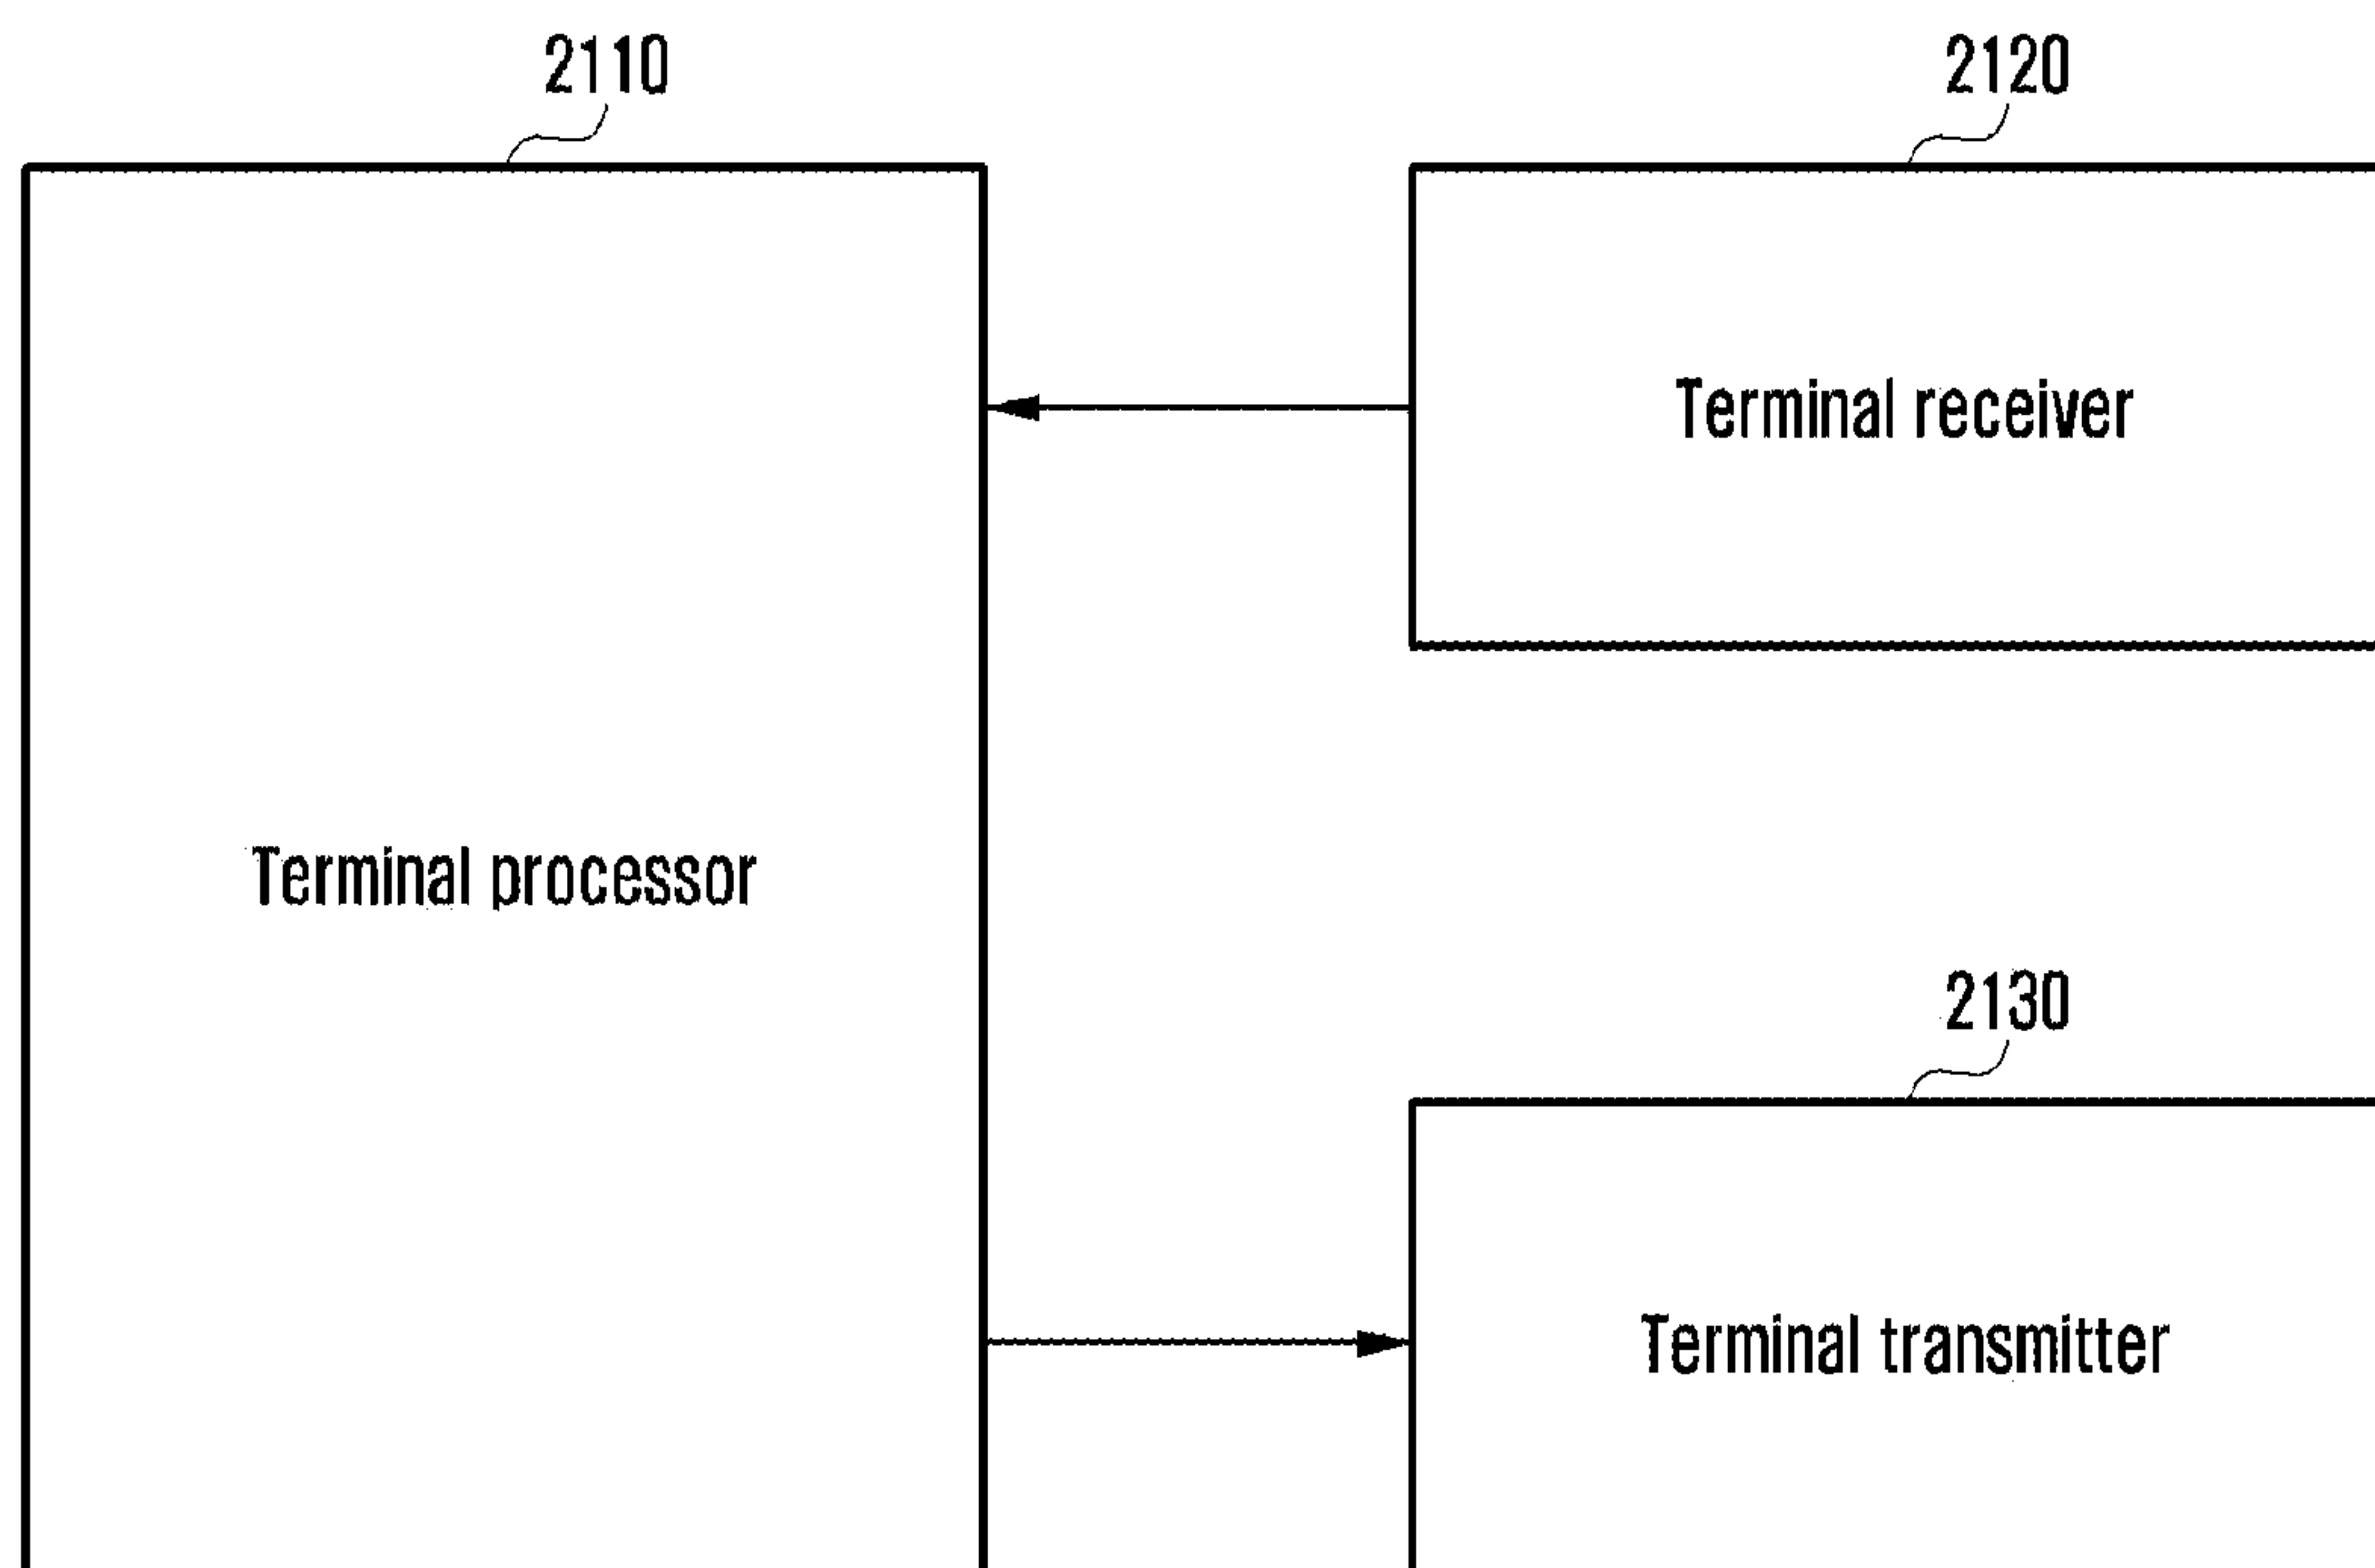 2110
2120
Terminal receiver
Terminal processor
2130
Terminal transmitter